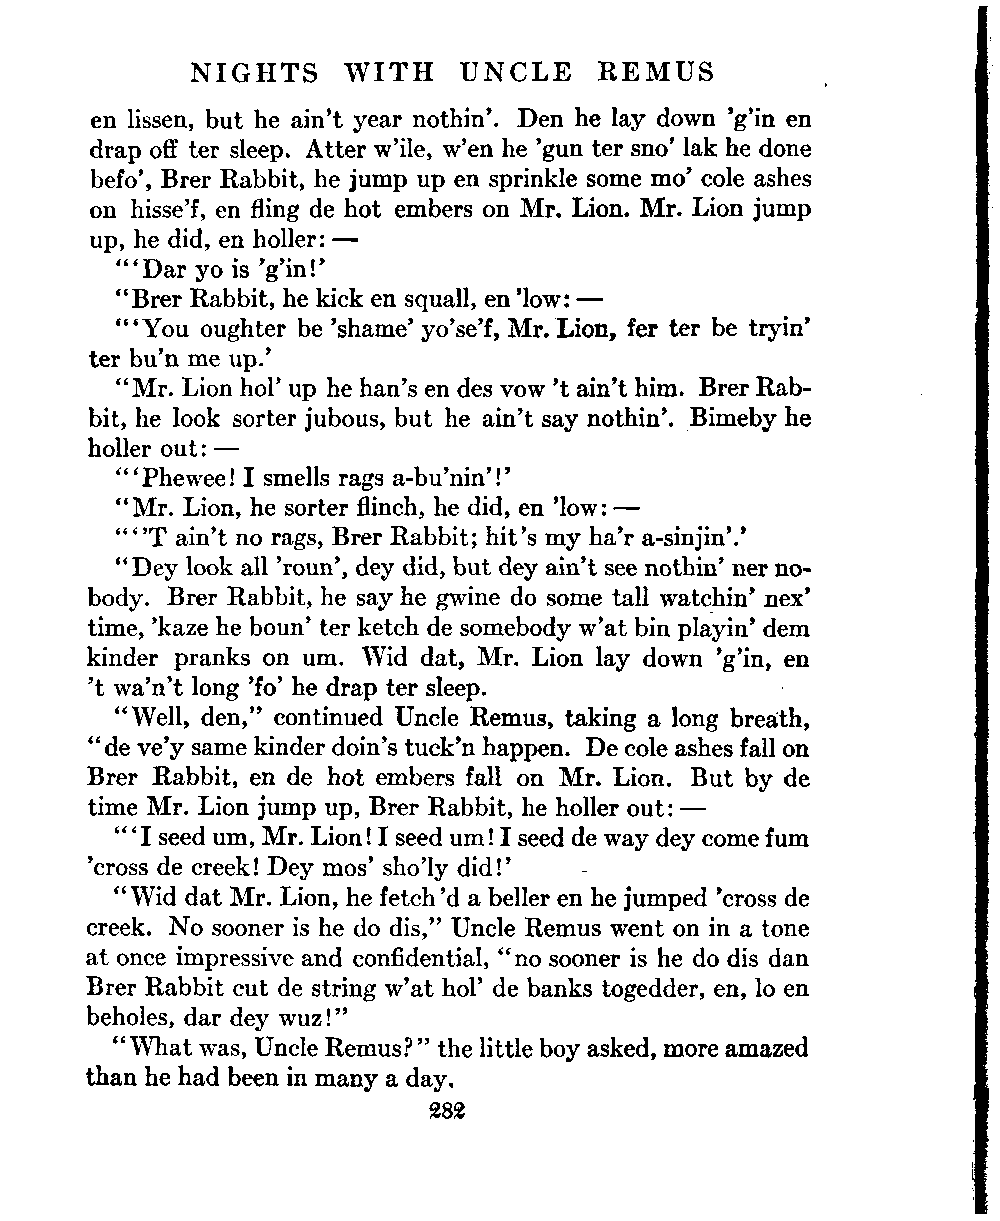 NIGHTS WITH UNCLE REMUS
en lissen, but he ain't year nothin'. Den he lay down 'g'in en
drap off ter sleep. Atter w'ile, w'en he 'gun ter sno' lak he done
befo', Brer Rabbit, he jump up en sprinkle some mo' cole ashes
on hisse'f, en fling de hot embers on Mr. Lion. Mr. Lion jump
up, he did, en holler: —
"'Dar yo is 'g'in!'
"Brer Rabbit, he kick en squall, en 'low: —
"'You oughter be 'shame' yo'se'f, Mr. Lion, fer ter be tryin'
ter bu'n me up.'
"Mr. Lion hol' up he han's en des vow 't ain't him. Brer Rab-
bit, he look sorter jubous, but he ain't say nothin'. Bimeby he
holler out: —
"'Phewee! I smells rags a-bu'nin'!'
"Mr. Lion, he sorter flinch, he did, en 'low: —
"''T ain't no rags, Brer Rabbit; hit's my ha'r a-sinjin'.'
"Dey look all 'roun', dey did, but dey ain't see nothin' ner no-
body. Brer Rabbit, he say he gwine do some tall watchin' nex'
time, 'kaze he boun' ter ketch de somebody w'at bin playin' dem
kinder pranks on um. Wid dat, Mr. Lion lay down 'g'in, en
't wa'n't long 'fo' he drap ter sleep.
"Well, den," continued Uncle Remus, taking a long breath,
"de ve'y same kinder doin's tuck'n happen. De cole ashes fall on
Brer Rabbit, en de hot embers fall on Mr. Lion. But by de
time Mr. Lion jump up, Brer Rabbit, he holler out: —
"'I seed um, Mr. Lion! I seed um! I seed de way dey come fum
'cross de creek! Dey mos' sho'ly did!'
"Wid dat Mr. Lion, he fetch'd a beller en he jumped 'cross de
creek. No sooner is he do dis," Uncle Remus went on in a tone
at once impressive and confidential, "no sooner is he do dis dan
Brer Rabbit cut de string w'at hol' de banks togedder, en, lo en
beholes, dar dey wuz!"
"What was, Uncle Remus?" the little boy asked, more amazed
than he had been in many a day.
282